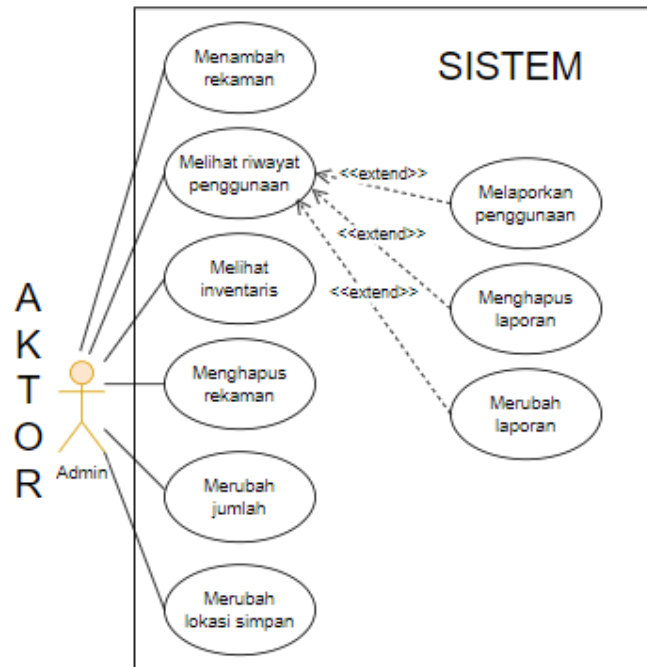 SISTEM
AKTOR
Admin
Menambah
rekaman
Melihat riwayat
penggunaan
Melihat
inventaris
Menghapus
rekaman
Merubah
jumlah
Merubah
lokasi simpan
<<extend>>
<<extend>>
<<extend>>
Melaporkan
penggunaan
Menghapus
laporan
Merubah
laporan